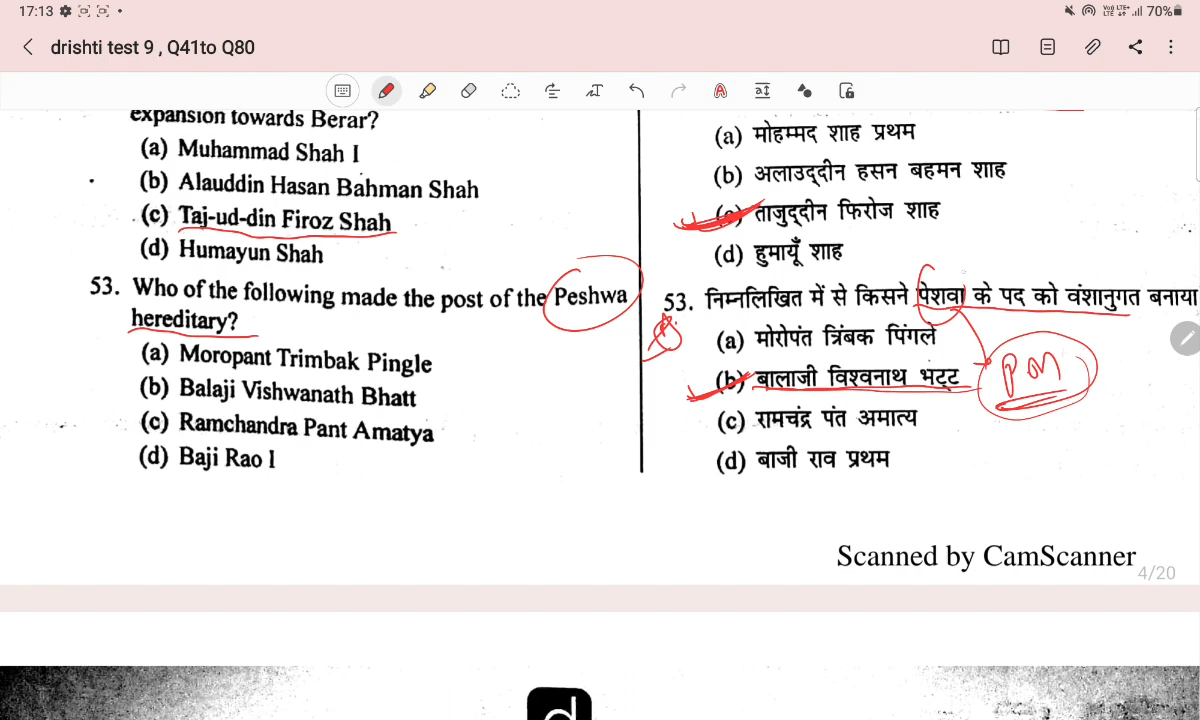 17:13
Vo) LTE+ LTE 70%
drishti test 9 , Q41to Q80
expansion towards Berar?
(a) Muhammad Shah I
(b) Alauddin Hasan Bahman Shah
(c) Taj-ud-din Firoz Shah
(d) Humayun Shah
53. Who of the following made the post of the Peshwa
hereditary?
(a) Moropant Trimbak Pingle
(b) Balaji Vishwanath Bhatt
(c) Ramchandra Pant Amatya
(d) Baji Rao I
(a) मोहम्मद शाह प्रथम
(b) अलाउद्दीन हसन बहमन शाह
(c) ताजुद्दीन फिरोज शाह
(d) हुमायूँ शाह
53. निम्नलिखित में से किसने पेशवा के पद को वंशानुगत बनाया
(a) मोरोपंत त्रिंबक पिंगले
(b) बालाजी विश्वनाथ भट्ट
PM
(c) रामचंद्र पंत अमात्य
(d) बाजी राव प्रथम
Scanned by CamScanner
4/20
d